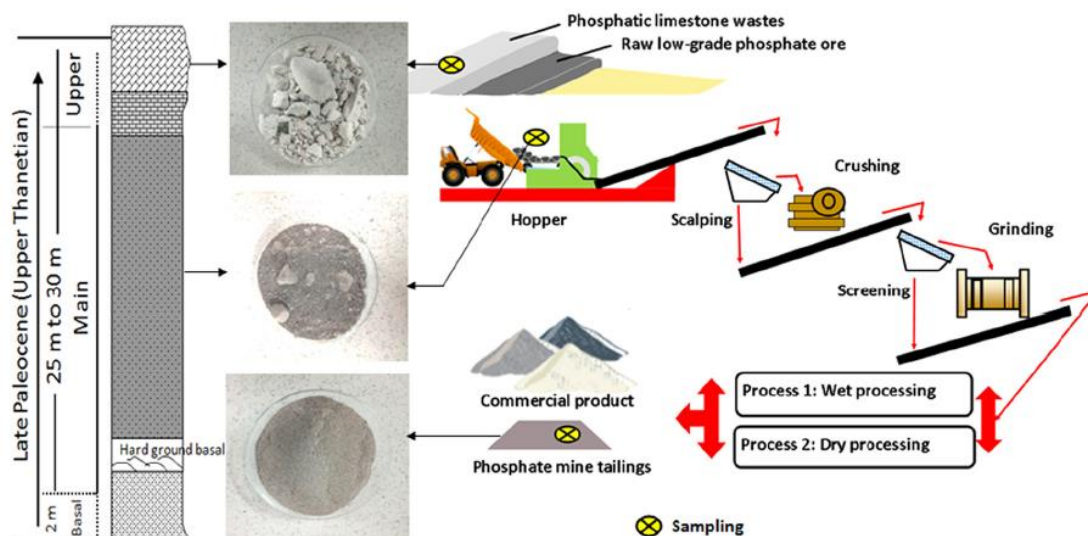 Late Paleocene (Upper Thanetian)
Upper
25 m to 30 m
Main
Hard ground basal
2 m
Basal
Phosphatic limestone wastes
Raw low-grade phosphate ore
Hopper
Scalping
Crushing
Screening
Grinding
Commercial product
Phosphate mine tailings
Process 1: Wet processing
Process 2: Dry processing
Sampling